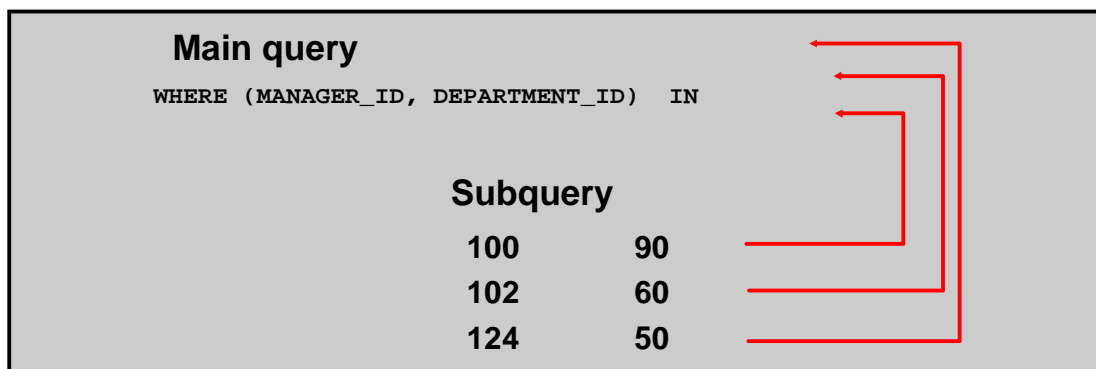 Main query
WHERE (MANAGER_ID, DEPARTMENT_ID) IN
Subquery
100 90
102 60
124 50